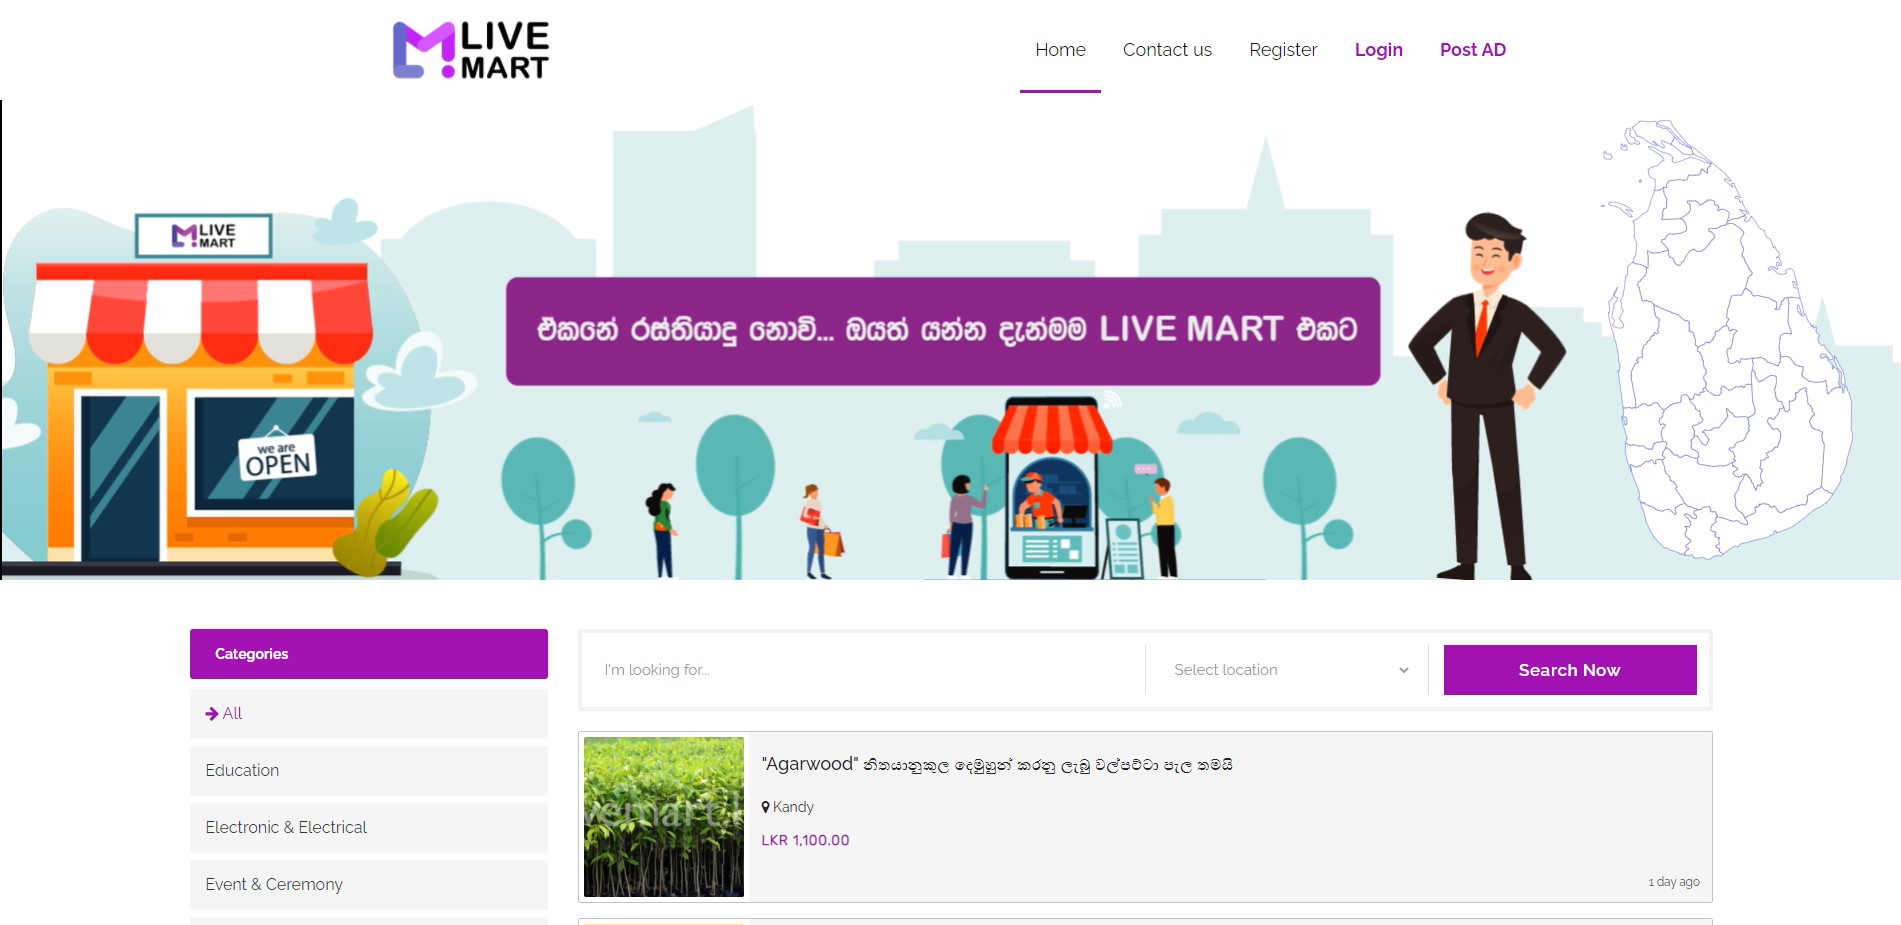 LIVE
MART
Home
Contact us
Register
Login
Post AD
LIVE
MART
ඒකනේ රස්තියාදු නොවී... ඔයත් යන්න දැන්මම LIVE MART එකට
we are
OPEN
Categories
I'm looking for...
Select location
Search Now
All
Education
Electronic & Electrical
Event & Ceremony
"Agarwood" නීත්‍යානුකූල දෙමුහුන් කරනු ලැබූ වල්පට්ටා පැල තමයි
Kandy
LKR 1,100.00
1 day ago